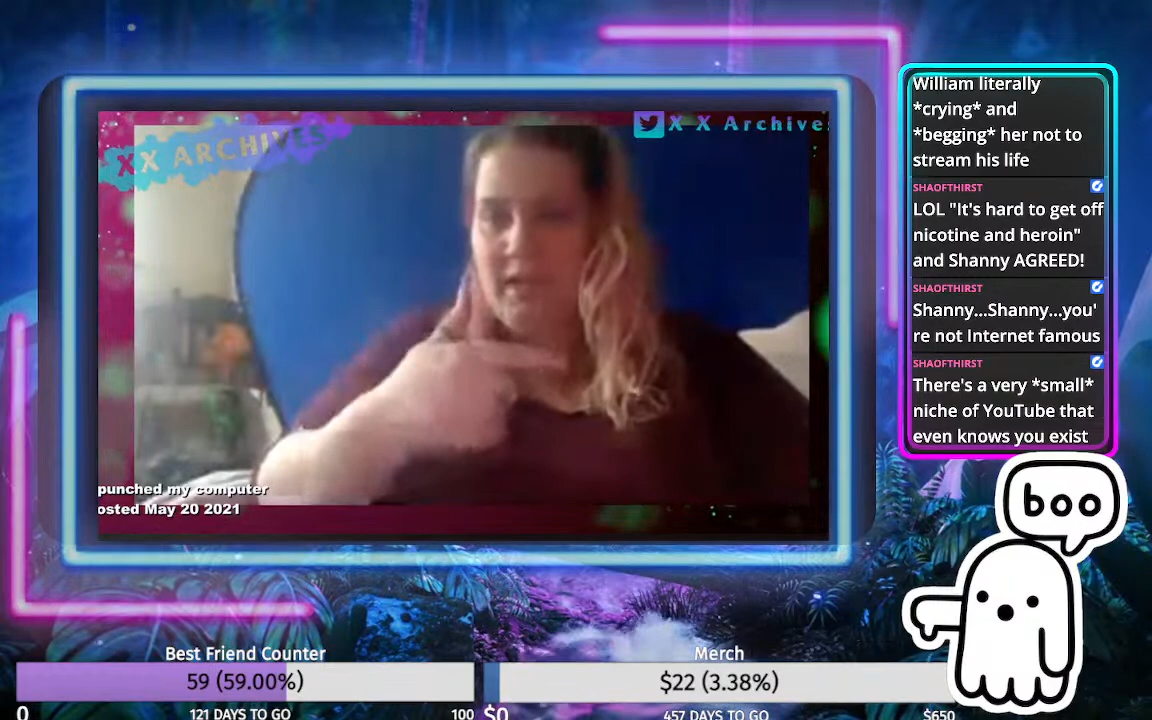 XX ARCHIVES
X X Archive
punched my computer
osted May 20 2021
William literally
*crying* and
*begging* her not to
stream his life
SHAOFTHIRST
LOL "It's hard to get off
nicotine and heroin"
and Shanny AGREED!
SHAOFTHIRST
Shanny...Shanny...you'
re not Internet famous
SHAOFTHIRST
There's a very *small*
niche of YouTube that
even knows you exist
boo
Best Friend Counter
59 (59.00%)
0
121 DAYS TO GO
100
Merch
$22 (3.38%)
$0
457 DAYS TO GO
$650